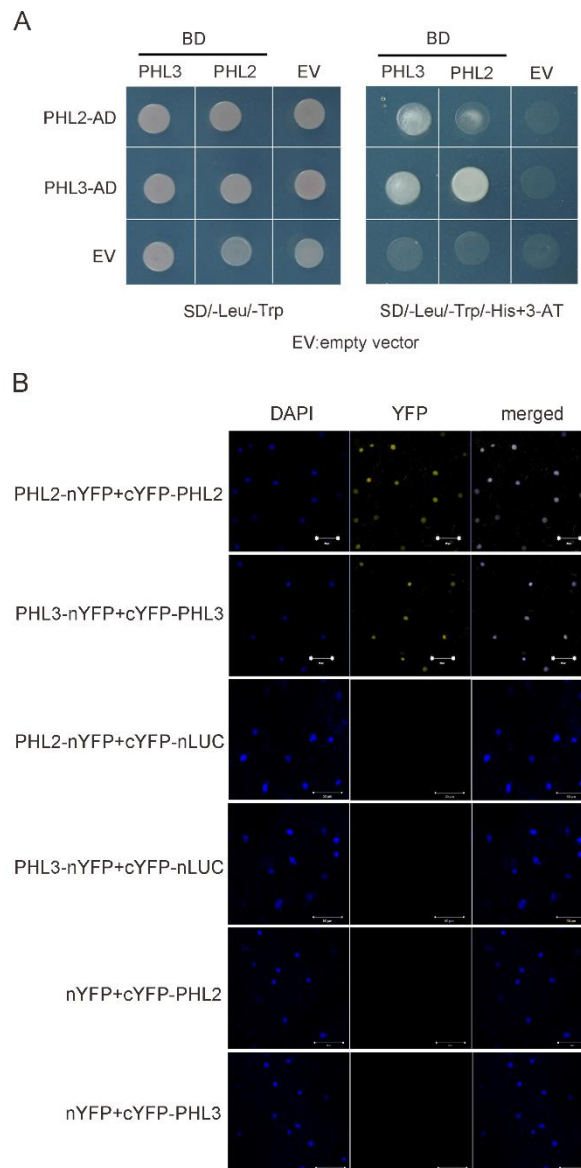 A
BD
BD
PHL3 PHL2 EV
PHL3 PHL2 EV
PHL2-AD
PHL3-AD
EV
SD/-Leu/-Trp
SD/-Leu/-Trp/-His+3-AT
EV:empty vector
B
DAPI YFP merged
PHL2-nYFP+cYFP-PHL2
PHL3-nYFP+cYFP-PHL3
PHL2-nYFP+cYFP-nLUC
PHL3-nYFP+cYFP-nLUC
nYFP+cYFP-PHL2
nYFP+cYFP-PHL3